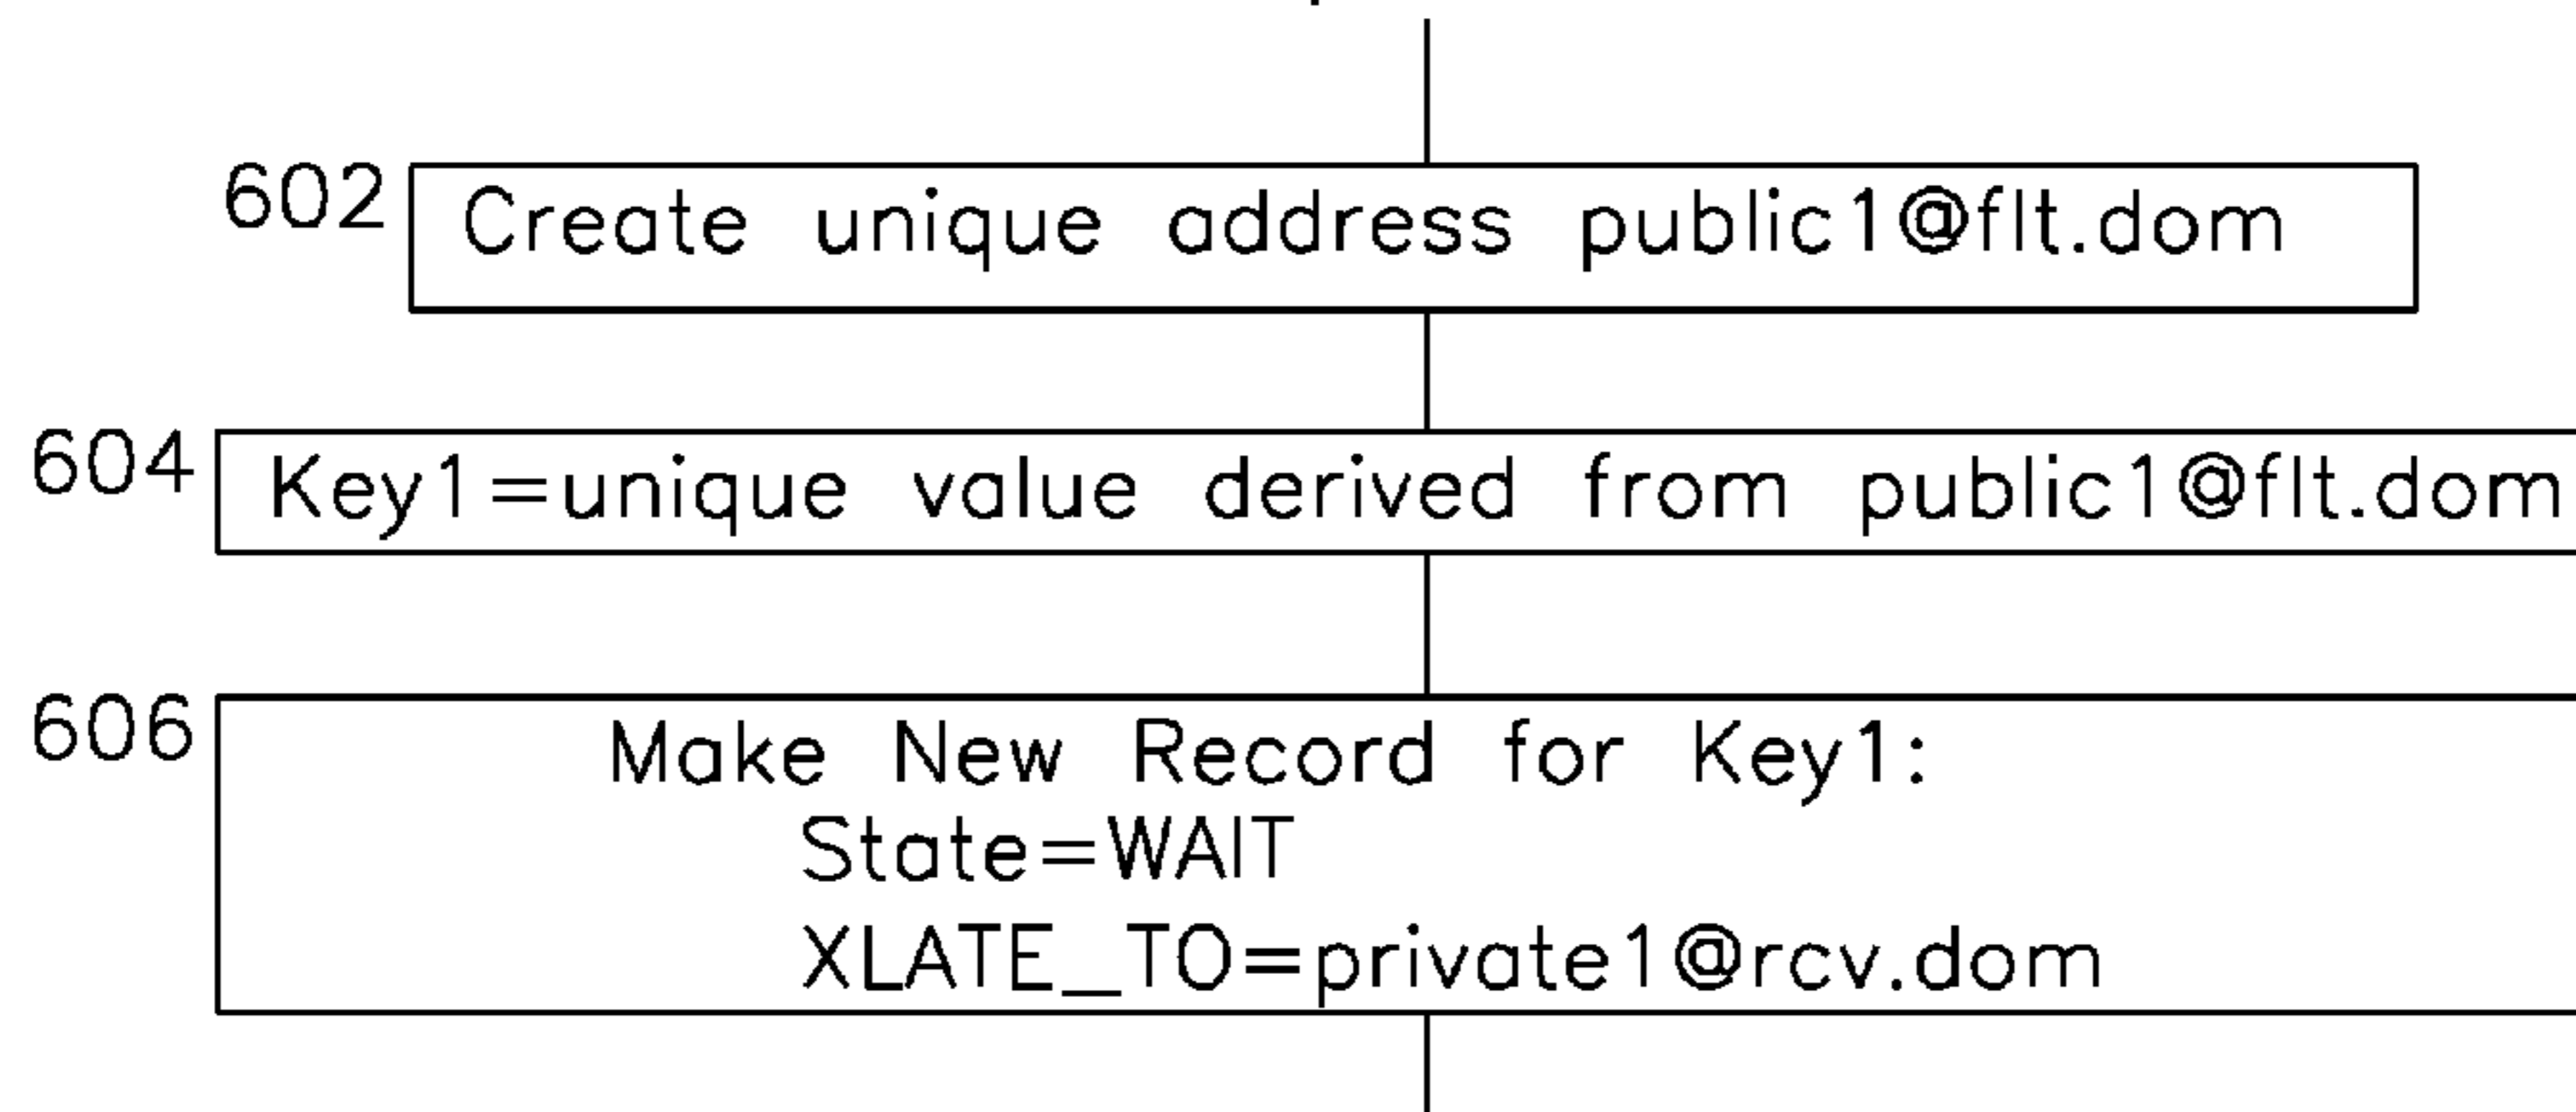 602 Create unique address public1@flt.dom
604 Key1=unique value derived from public1@flt.dom
606 Make New Record for Key1:
State=WAIT
XLATE_TO=private1@rcv.dom